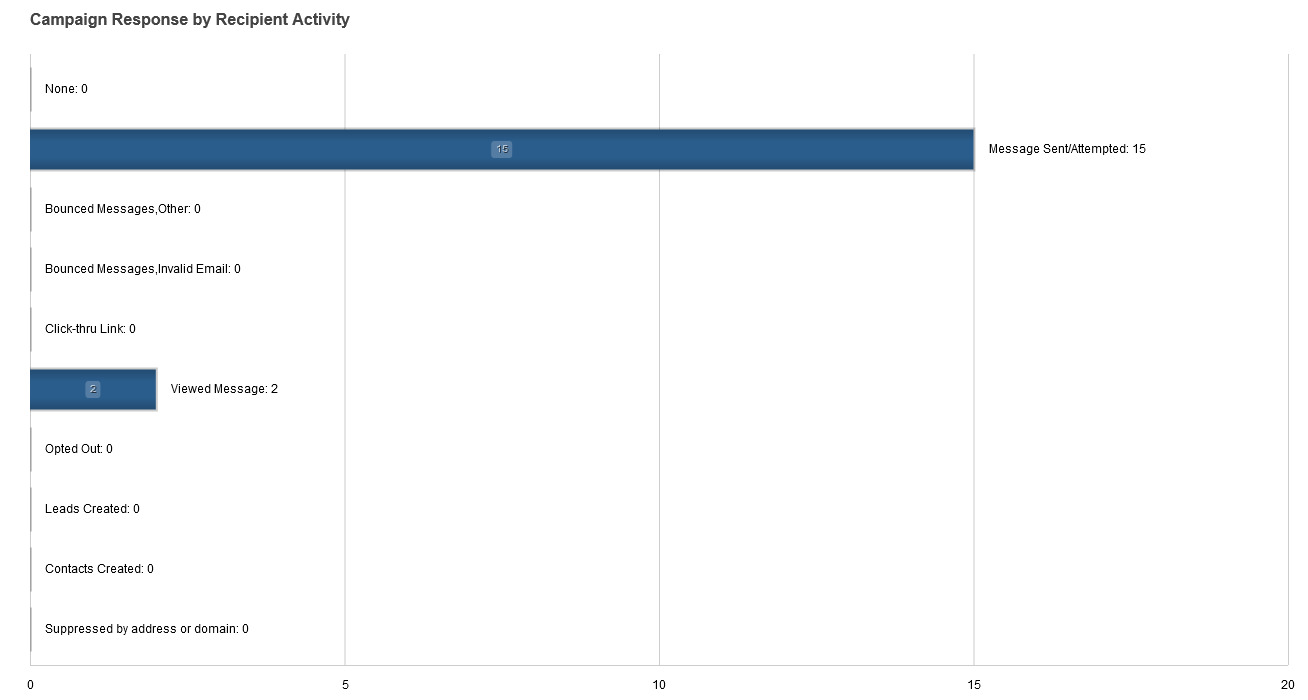 Campaign Response by Recipient Activity
None: 0
15
Message Sent/Attempted: 15
Bounced Messages,Other: 0
Bounced Messages,Invalid Email: 0
Click-thru Link: 0
2
Viewed Message: 2
Opted Out: 0
Leads Created: 0
Contacts Created: 0
Suppressed by address or domain: 0
0 5 10 15 20